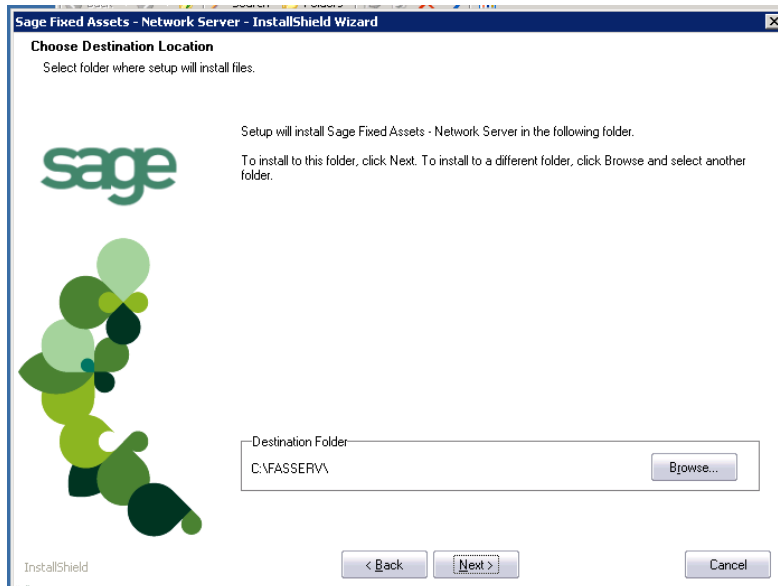 Search Folders
Sage Fixed Assets - Network Server - InstallShield Wizard
Choose Destination Location
Select folder where setup will install files.
Setup will install Sage Fixed Assets - Network Server in the following folder.
To install to this folder, click Next. To install to a different folder, click Browse and select another
folder.
sage
Destination Folder
C:\FASSERV\
Browse...
InstallShield
< Back
Next >
Cancel